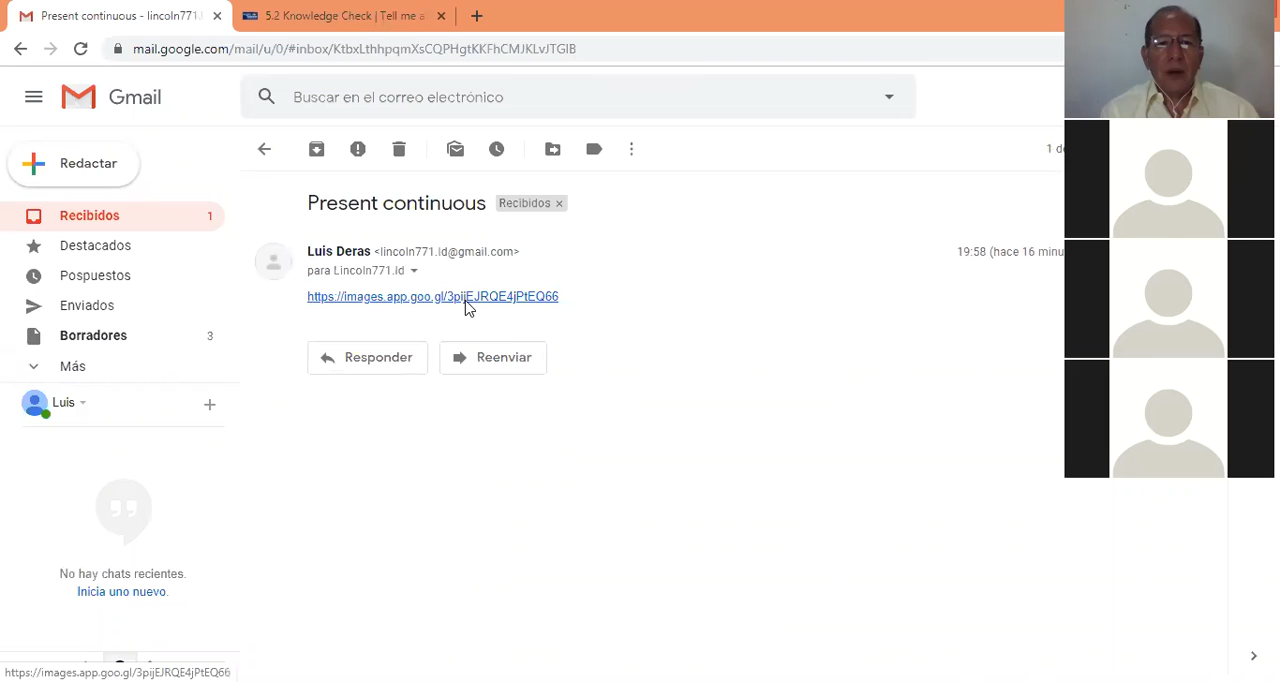 Present continuous - lincoln771.
5.2 Knowledge Check | Tell me a
mail.google.com/mail/u/0/#inbox/KtbxLthhpqmXsCQPHgtKKFhCMJKLvJTGlB
Gmail
Buscar en el correo electrónico
Redactar
1 d
Recibidos 1
Present continuous Recibidos ×
Destacados
Luis Deras <lincoln771.ld@gmail.com> 19:58 (hace 16 minu
para Lincoln771.ld
Pospuestos
https://images.app.goo.gl/3pijEJRQE4jPtEQ66
Enviados
Borradores 3
Responder Reenviar
Más
Luis
No hay chats recientes.
Inicia uno nuevo.
https://images.app.goo.gl/3pijEJRQE4jPtEQ66